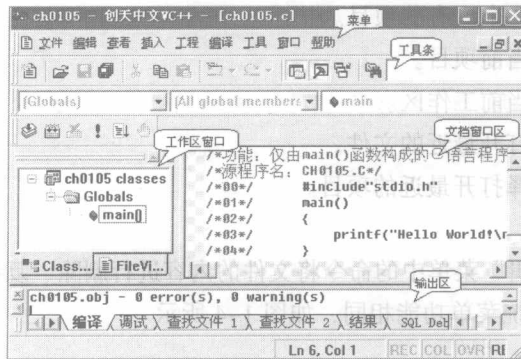 ch0105 - 创天中文VC++ - [ch0105.c]
菜单
文件 编辑 查看 插入 工程 编译 工具 窗口 帮助
工具条
(Globals) [All global members main
工作区窗口
文档窗口区
ch0105 classes
Globals
main()
Class... FileVi...
/*功能: 仅由main()函数构成的C语言程序
/*源程序名: CH0105.C*/
/*00*/ #include"stdio.h"
/*01*/ main()
/*02*/ {
/*03*/ printf("Hello World!\n
/*04*/ }
输出区
ch0105.obj - 0 error(s), 0 warning(s)
编译 调试 查找文件 1 查找文件 2 结果 SQL Deb
Ln 6, Col 1 REC COL OVR RE